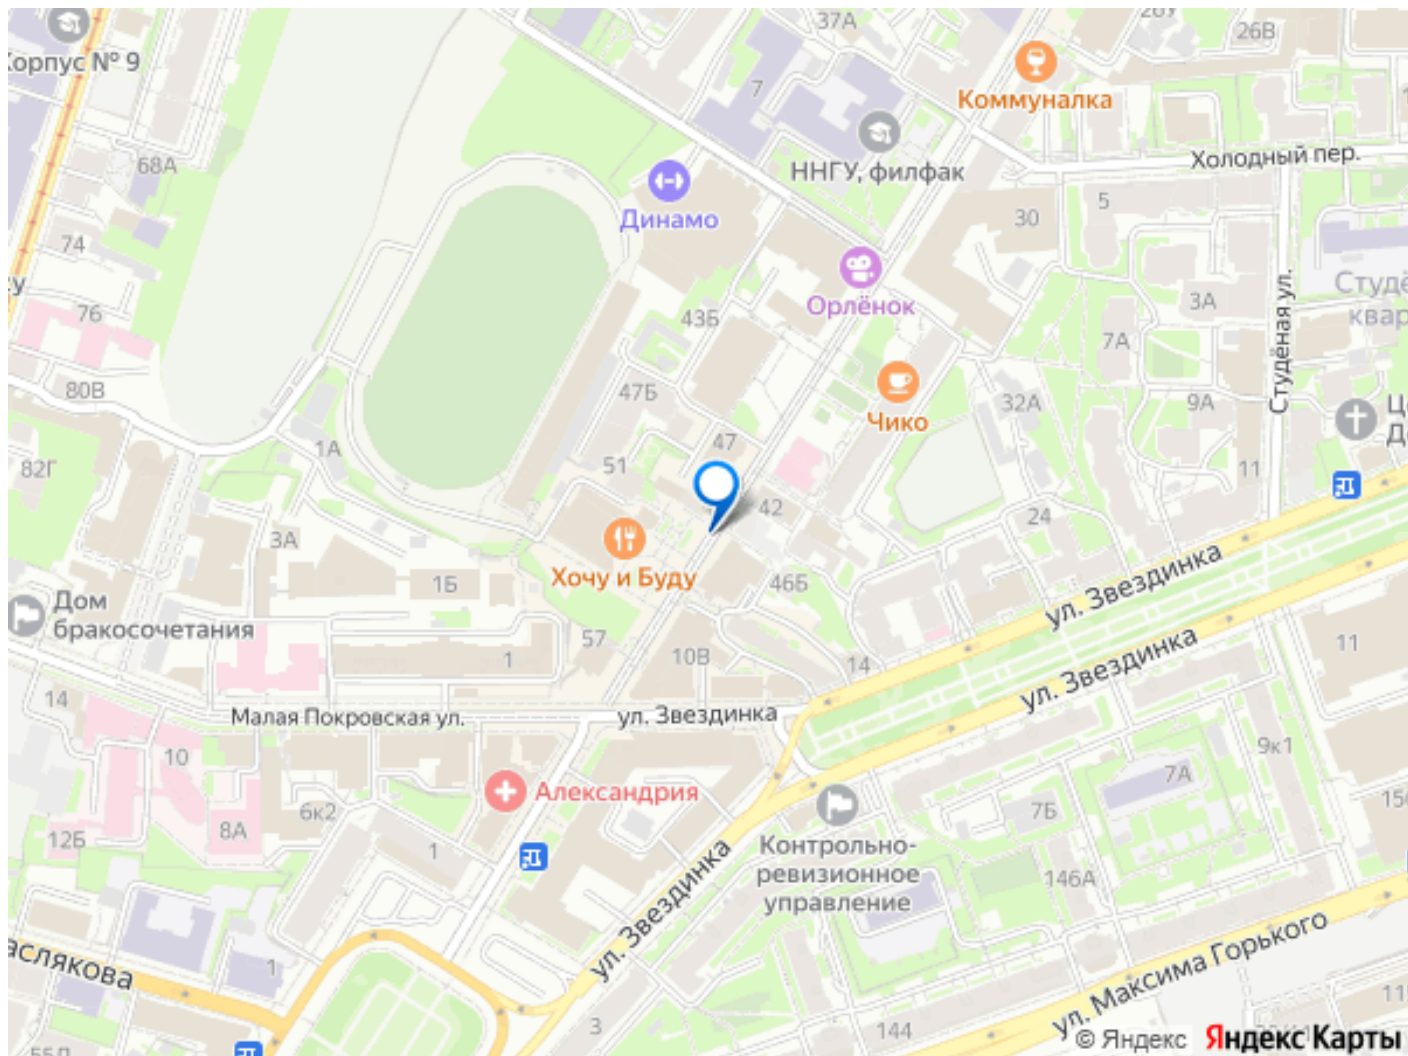 37А
26В
Корпус № 9
7
Коммуналка
68А
ННГУ, филфак
Холодный пер.
Динамо
30
5
74
Орлёнок
3А
Студёная ул.
76
43Б
7А
80В
47Б
Чико
32А
9А
1А
47
51
82Г
11
42
24
3А
Хочу и Буду
1Б
46Б
ул. Звездинка
Дом
бракосочетания
57
1
10В
14
ул. Звездинка
11
14
Малая Покровская ул.
ул. Звездинка
10
9к1
7А
Александрия
6к2
8А
12Б
1
7Б
Контрольно-
ревизионное
управление
146А
ул. Звездинка
1
ул. Максима Горького
3
144
© Яндекс
Яндекс Карты